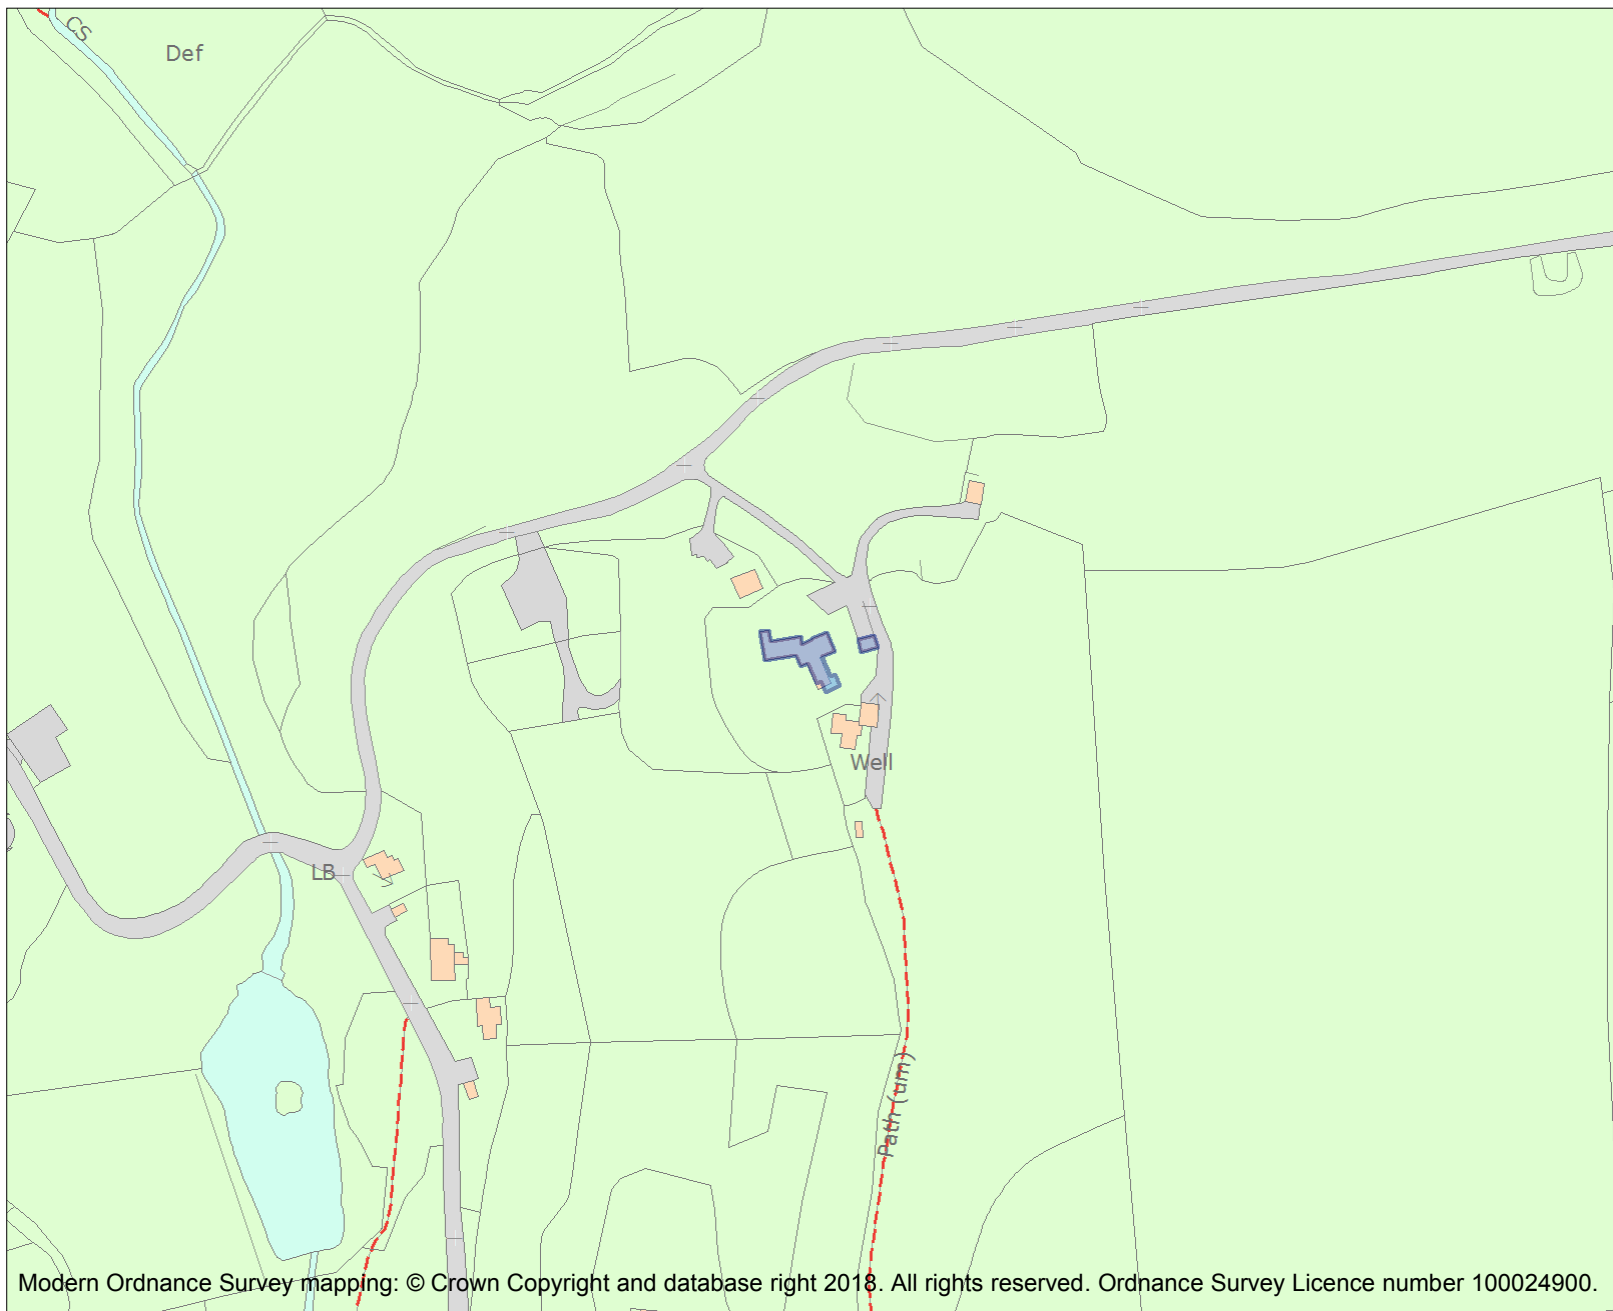 CS
Def
Well
LB
Path (um)
Modern Ordnance Survey mapping: © Crown Copyright and database right 2018. All rights reserved. Ordnance Survey Licence number 100024900.